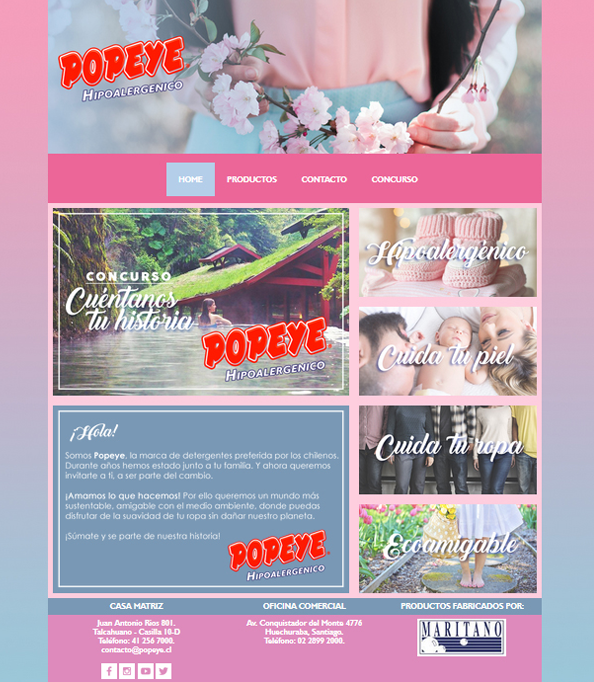 POPEYE
HIPOALERGENICO
HOME PRODUCTOS CONTACTO CONCURSO
CONCURSO
Cuéntanos
tu historia
POPEYE
HIPOALERGENICO
Hipoalergénico
Cuida tu piel
Cuida tu ropa
Ecoamigable
¡Hola!
Somos Popeye, la marca de detergentes preferida por los chilenos.
Durante años hemos estado junto a tu familia. Y ahora queremos
invitarte a ti, a ser parte del cambio.
¡Amamos lo que hacemos! Por ello queremos un mundo más
sustentable, amigable con el medio ambiente, donde puedas
disfrutar de la suavidad de tu ropa sin dañar nuestro planeta.
¡Súmate y se parte de nuestra historia!
POPEYE
HIPOALERGENICO
CASA MATRIZ
Juan Antonio Ríos 801.
Talcahuano - Casilla 10-D
Teléfono: 41 256 7000.
contacto@popeye.cl
OFICINA COMERCIAL
Av. Conquistador del Monte 4776
Huechuraba, Santiago.
Teléfono: 02 2899 2000.
PRODUCTOS FABRICADOS POR:
MARITANO